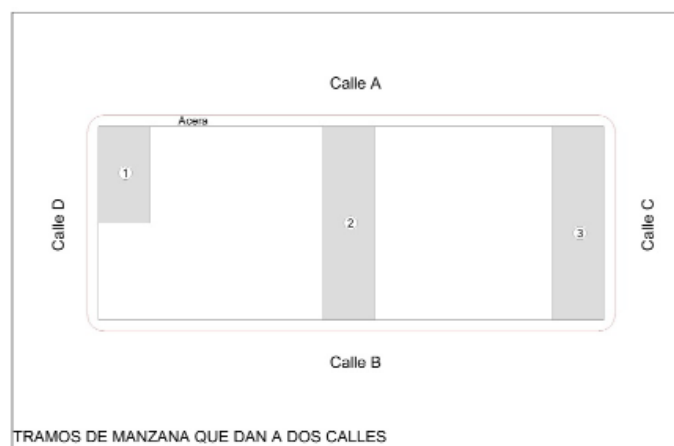 Calle A
Acera
1
2
3
Calle D
Calle C
Calle B
TRAMOS DE MANZANA QUE DAN A DOS CALLES